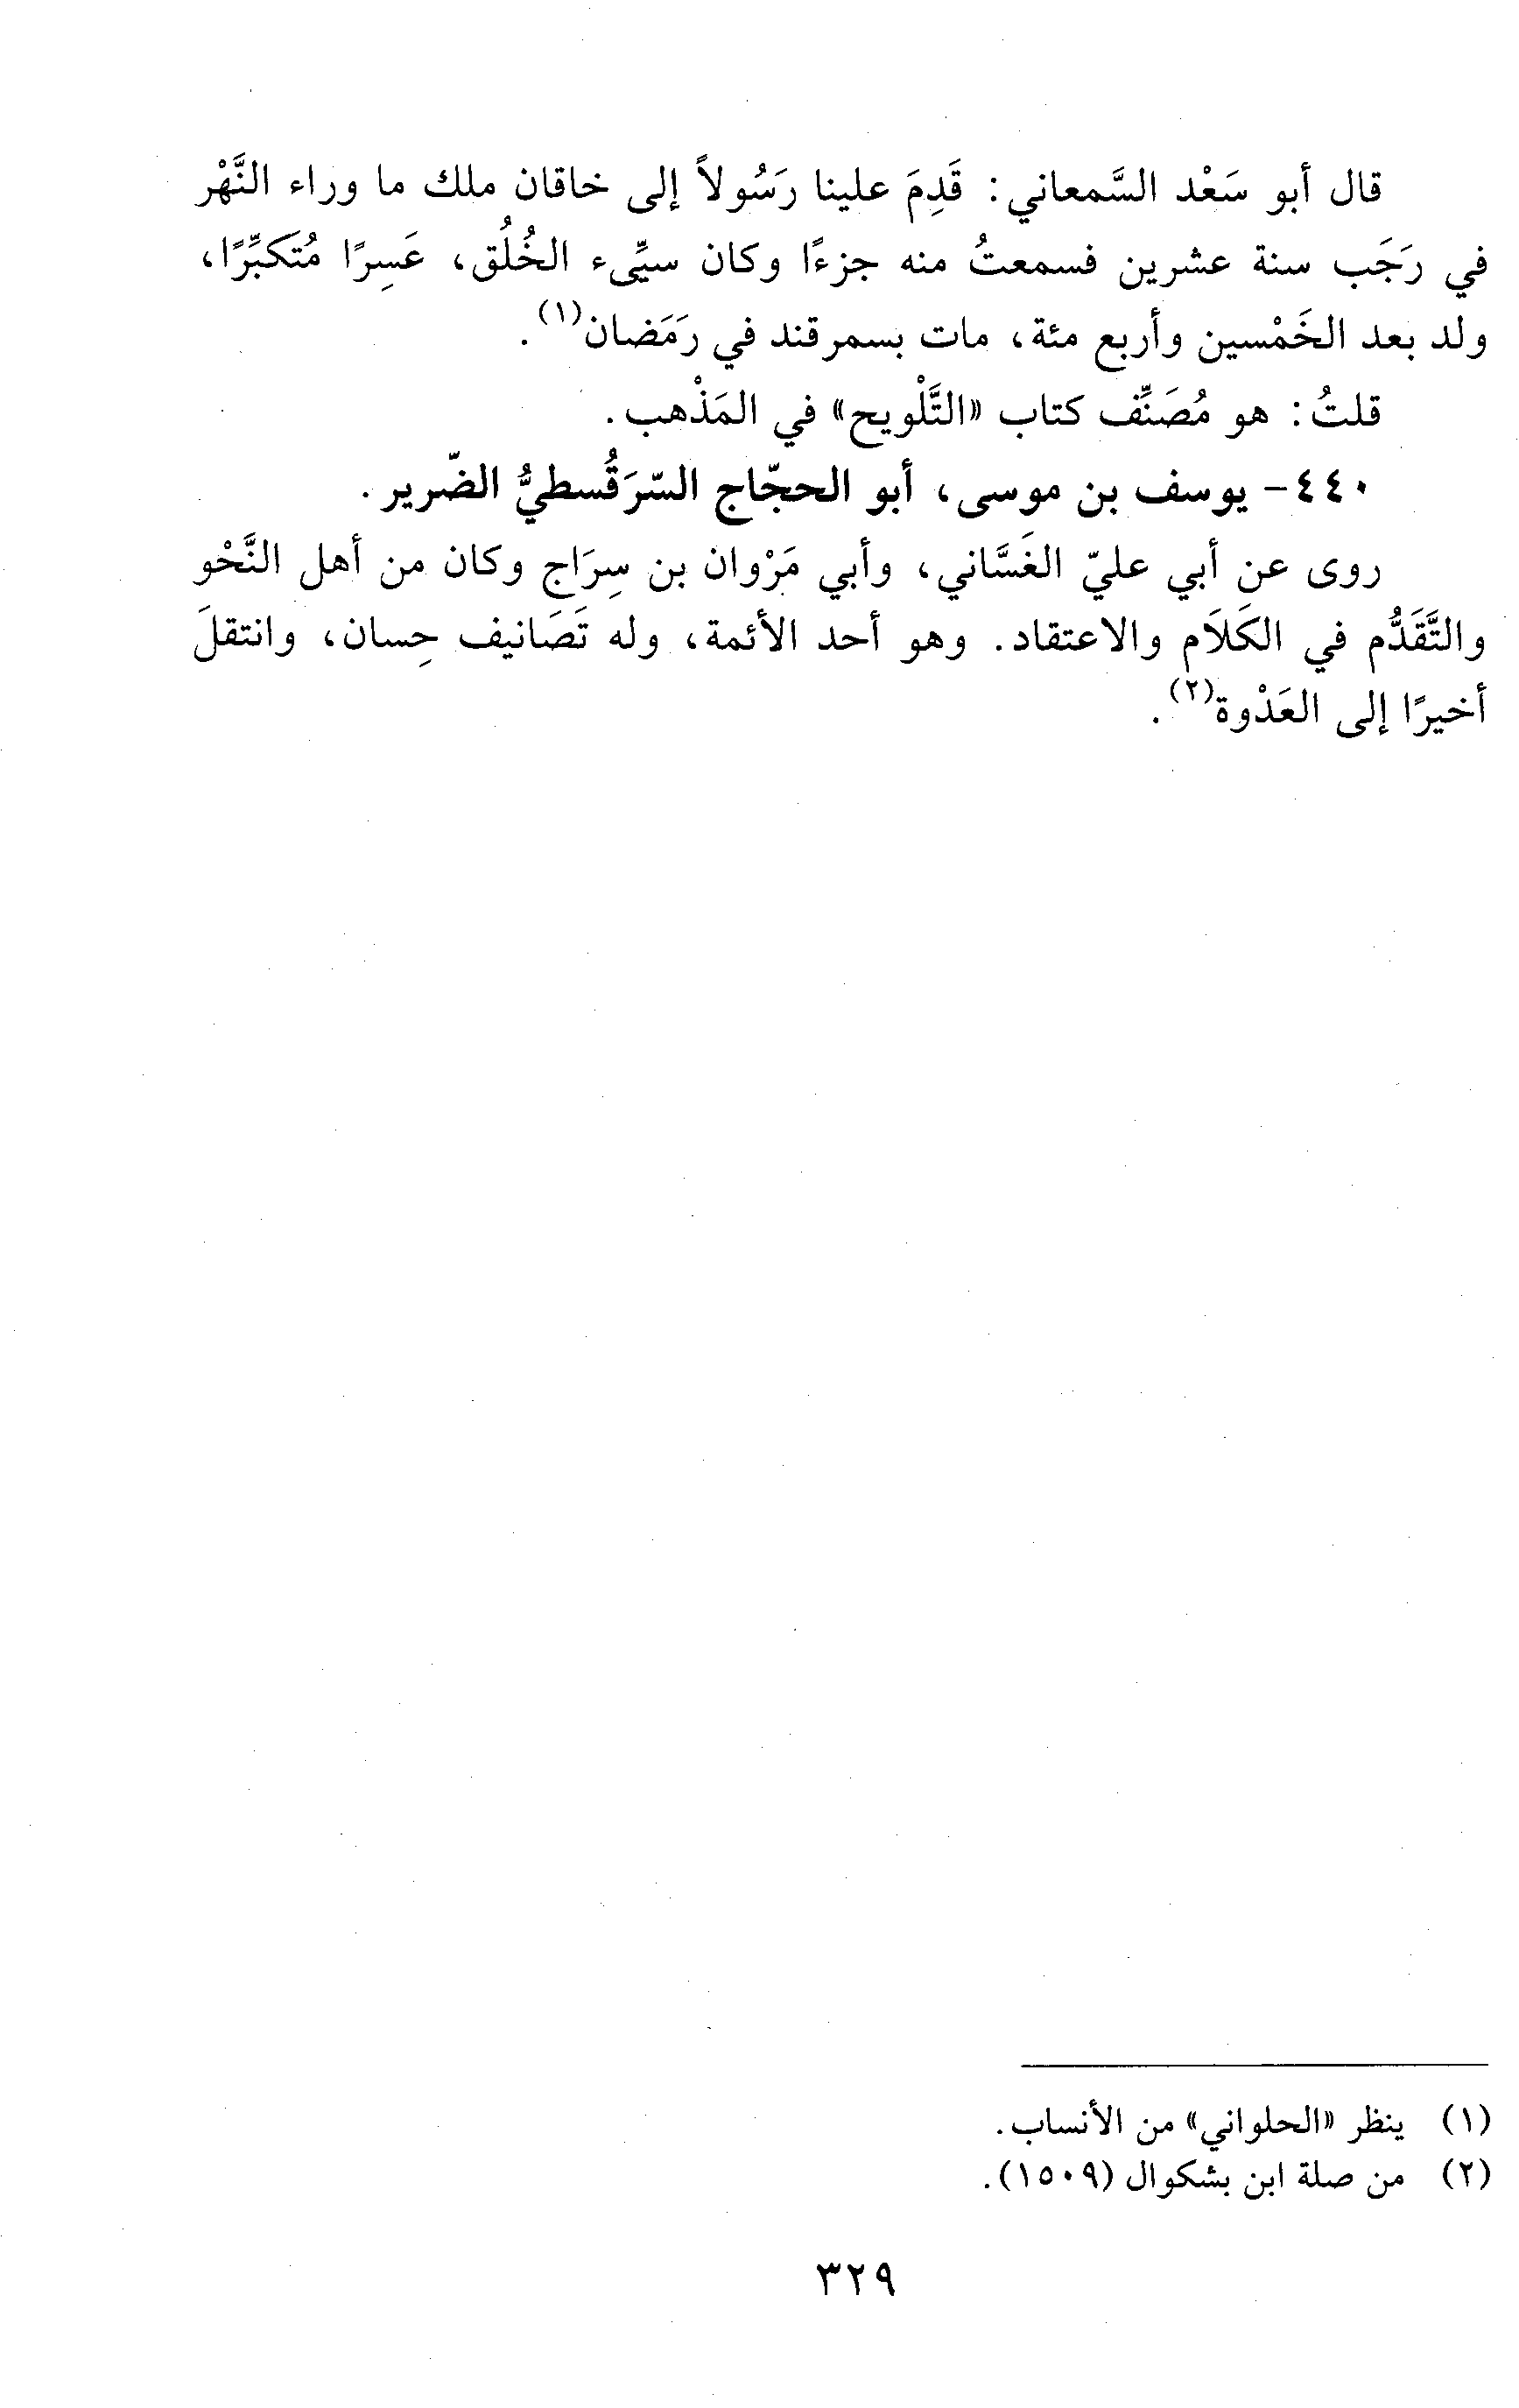 قال أبو سَعْد السَّمعاني: قَدِمَ علينا رَسُولاً إلى خاقان ملك ما وراء النَّهْر
في رَجَب سنة عشرين فسمعتُ منه جزءًا وكان سيِّىء الخُلُق، عَسِرًا مُتَكبِّرًا،
ولد بعد الخَمْسين وأربع مئة، مات بسمرقند في رَمَضان(١).
قلتُ: هو مُصَنِّف كتاب «التَّلْويح» في المَذْهب.
٤٤٠- يوسف بن موسى، أبو الحجّاج السّرَقُسطيُّ الضّرير.
روى عن أبي عليّ الغَسَّاني، وأبي مَرْوان بن سِرَاج وكان من أهل النَّحْو
والتَّقَدُّم في الكَلاَم والاعتقاد. وهو أحد الأئمة، وله تَصَانيف حِسان، وانتقلَ
أخيرًا إلى العَدْوة(٢).
(١) ينظر «الحلواني» من الأنساب.
(٢) من صلة ابن بشكوال (١٥٠٩).
٣٢٩